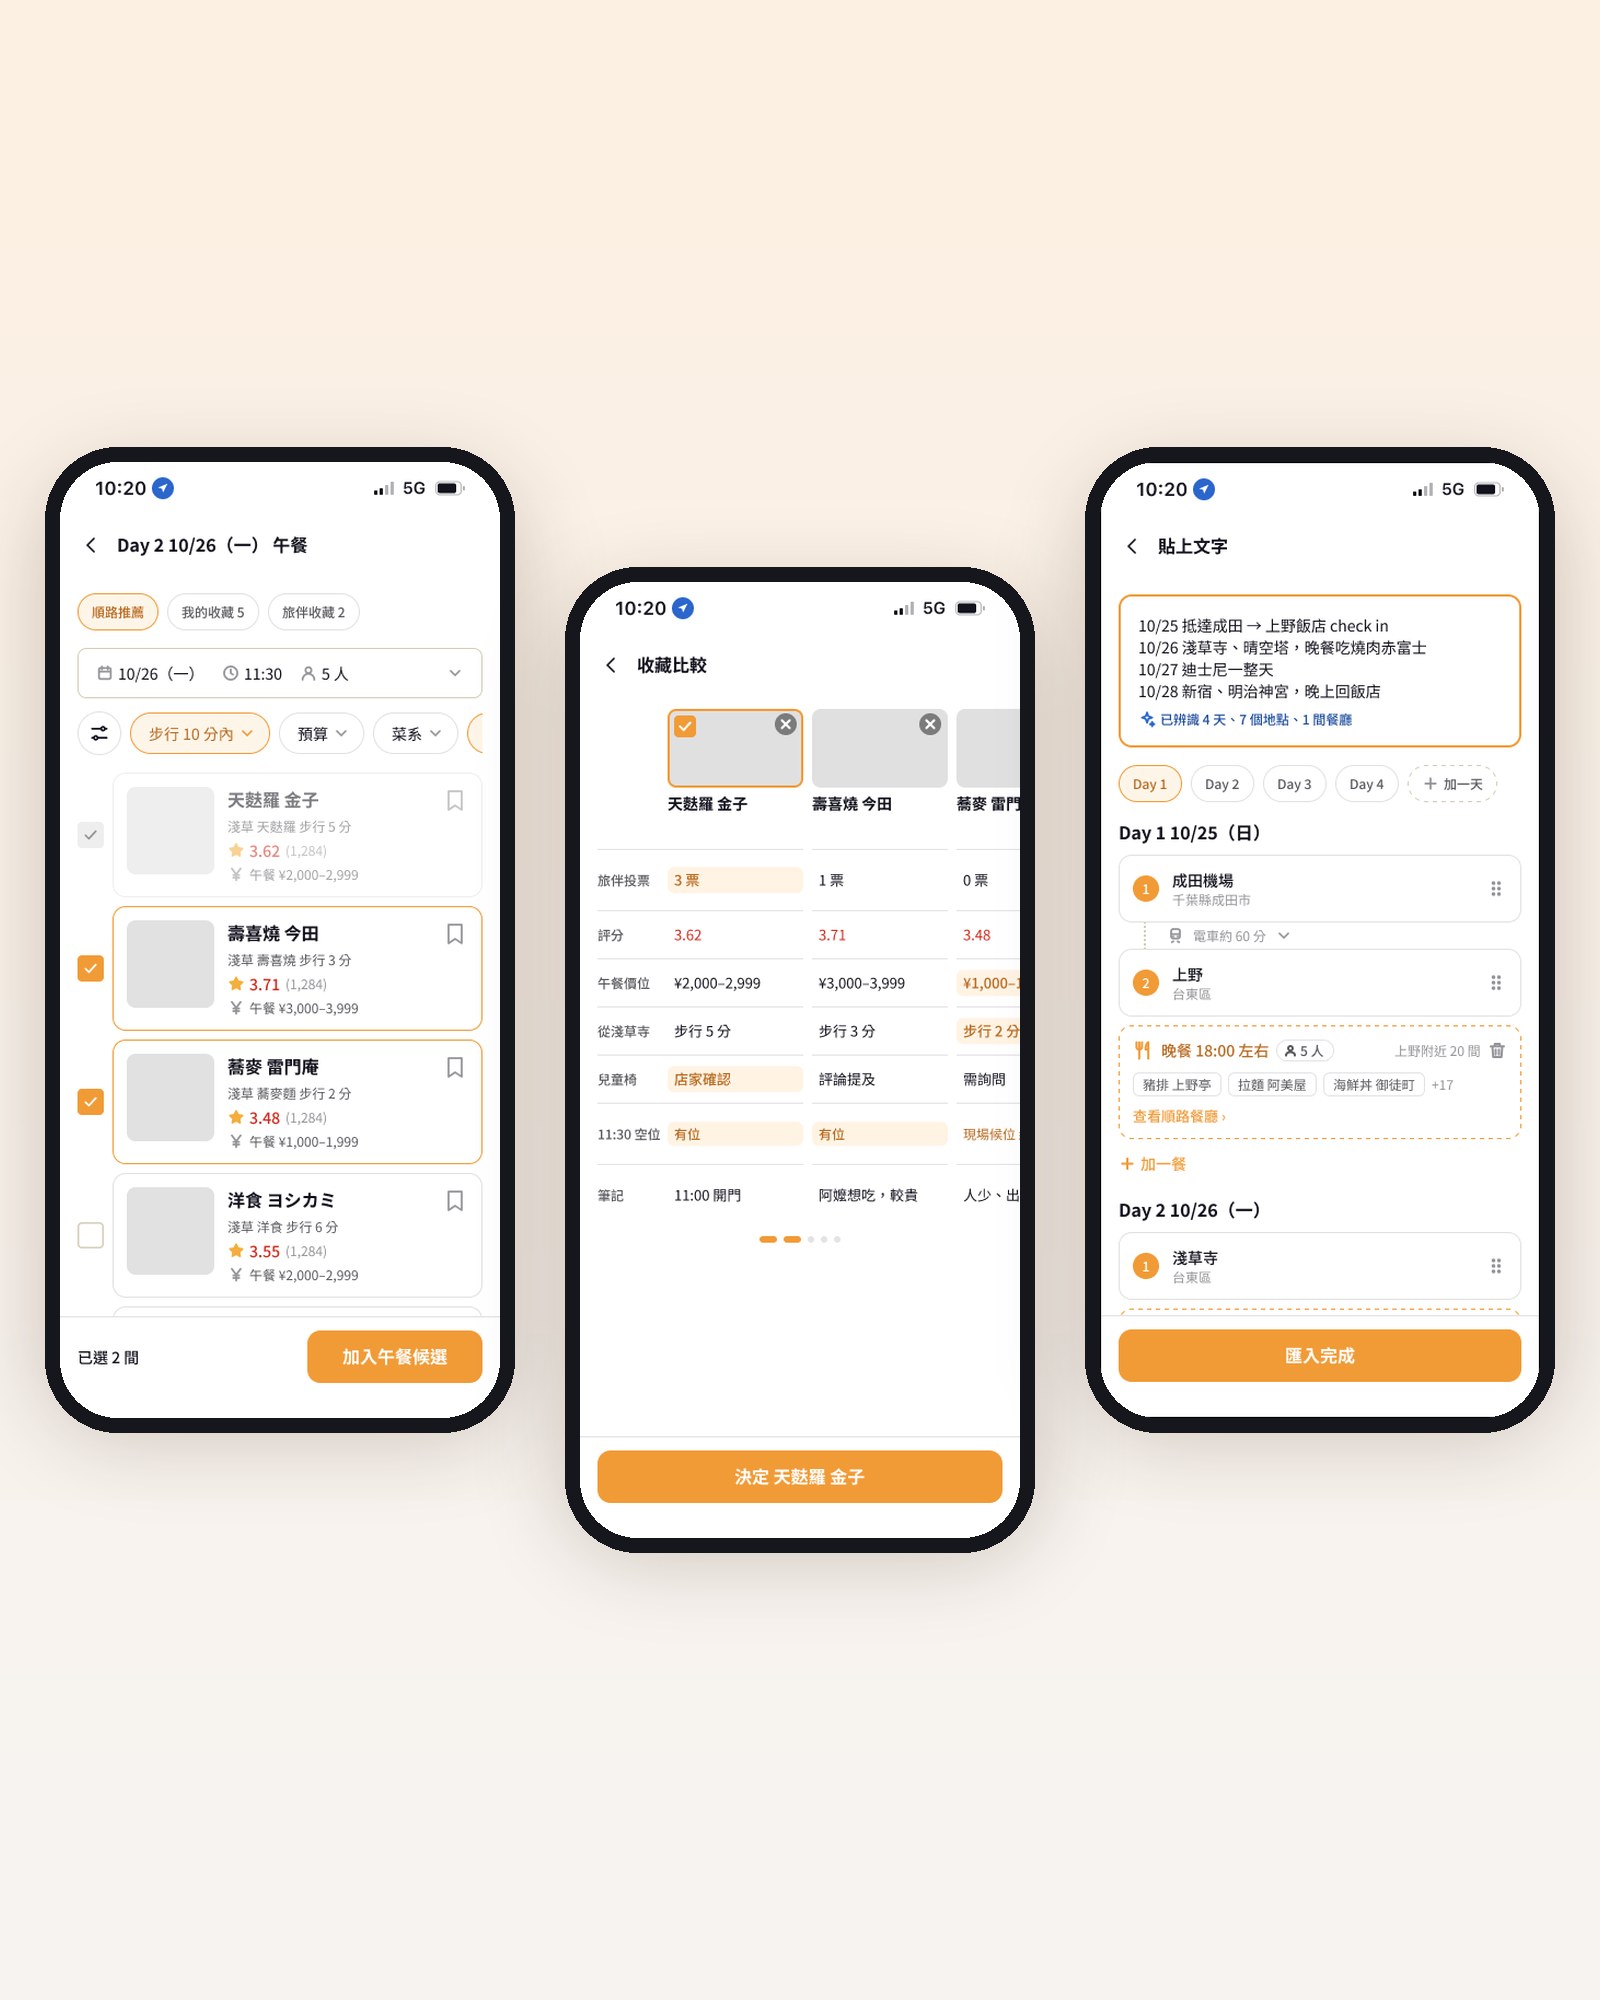 10:20 5G
Day 2 10/26（一） 午餐
順路推薦 我的收藏 5 旅伴收藏 2
10/26（一） 11:30 5 人
步行 10 分內 預算 菜系
天麩羅 金子
淺草 天麩羅 步行 5 分
3.62 (1,284)
¥ 午餐 ¥2,000–2,999
壽喜燒 今田
淺草 壽喜燒 步行 3 分
3.71 (1,284)
¥ 午餐 ¥3,000–3,999
蕎麥 雷門庵
淺草 蕎麥麵 步行 2 分
3.48 (1,284)
¥ 午餐 ¥1,000–1,999
洋食 ヨシカミ
淺草 洋食 步行 6 分
3.55 (1,284)
¥ 午餐 ¥2,000–2,999
已選 2 間 加入午餐候選
10:20 5G
收藏比較
天麩羅 金子 壽喜燒 今田 蕎麥 雷門
旅伴投票 3 票 1 票 0 票
評分 3.62 3.71 3.48
午餐價位 ¥2,000–2,999 ¥3,000–3,999 ¥1,000–1
從淺草寺 步行 5 分 步行 3 分 步行 2 分
兒童椅 店家確認 評論提及 需詢問
11:30 空位 有位 有位 現場候位
筆記 11:00 開門 阿嬤想吃，較貴 人少、出
決定 天麩羅 金子
10:20 5G
貼上文字
10/25 抵達成田 → 上野飯店 check in
10/26 淺草寺、晴空塔，晚餐吃燒肉赤富士
10/27 迪士尼一整天
10/28 新宿、明治神宮，晚上回飯店
已辨識 4 天、7 個地點、1 間餐廳
Day 1 Day 2 Day 3 Day 4 + 加一天
Day 1 10/25（日）
1 成田機場
千葉縣成田市
電車約 60 分
2 上野
台東區
晚餐 18:00 左右 5 人 上野附近 20 間
豬排 上野亭 拉麵 阿美屋 海鮮丼 御徒町 +17
查看順路餐廳 ›
+ 加一餐
Day 2 10/26（一）
1 淺草寺
台東區
匯入完成